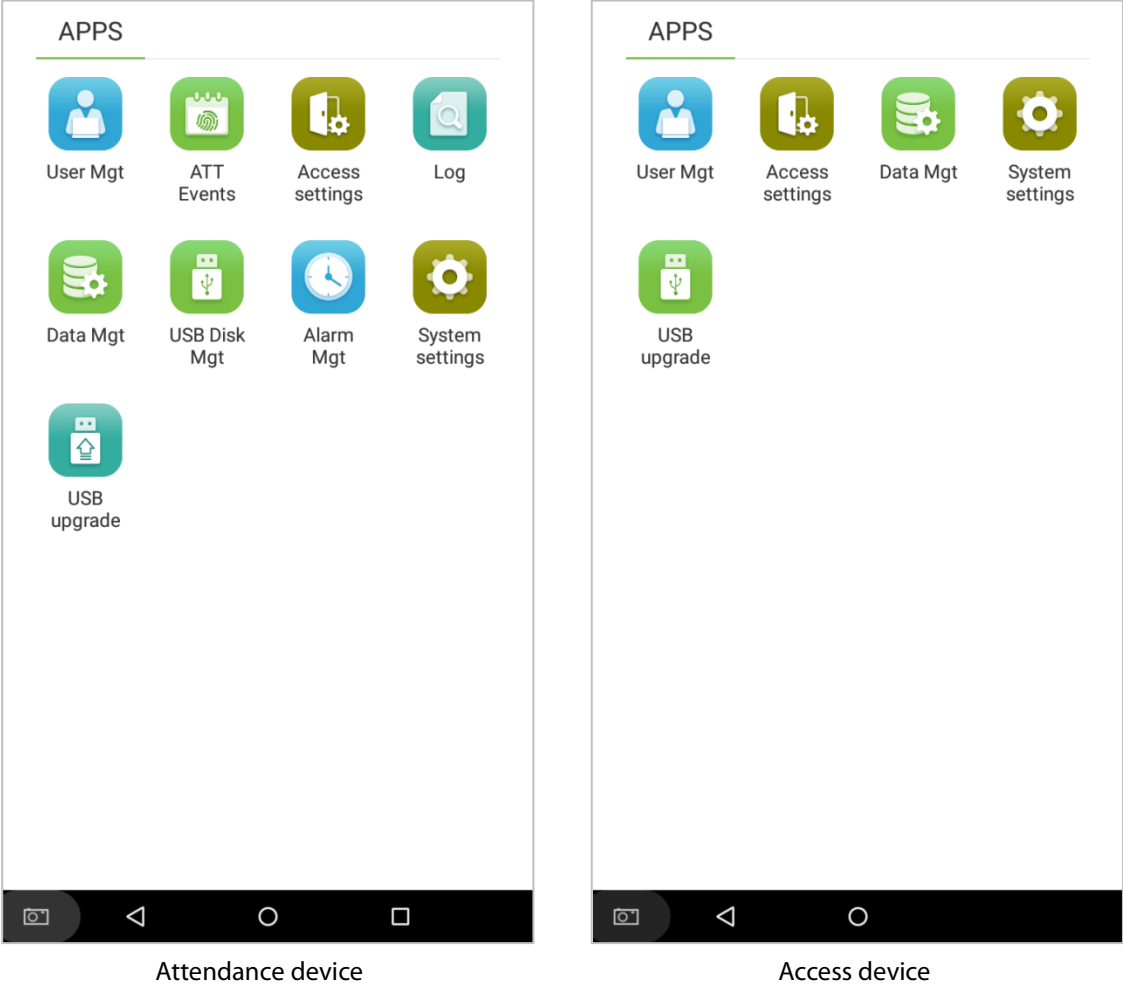 APPS
User Mgt
ATT
Events
Access
settings
Log
Data Mgt
USB Disk
Mgt
Alarm
Mgt
System
settings
USB
upgrade
Attendance device
APPS
User Mgt
Access
settings
Data Mgt
System
settings
USB
upgrade
Access device